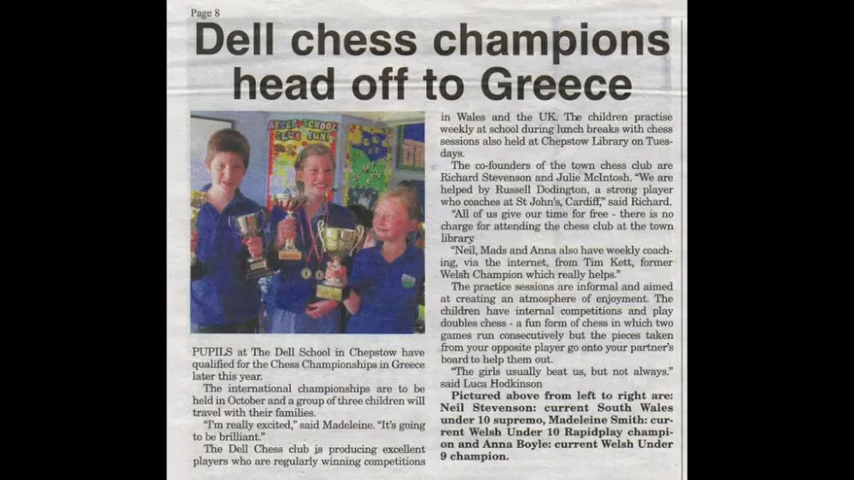 Page 8
Dell chess champions
head off to Greece
AFTER SCHOOL
CLUB
PUPILS at The Dell School in Chepstow have
qualified for the Chess Championships in Greece
later this year.
The international championships are to be
held in October and a group of three children will
travel with their families.
"I'm really excited," said Madeleine. "It's going
to be brilliant."
The Dell Chess club is producing excellent
players who are regularly winning competitions
in Wales and the UK. The children practise
weekly at school during lunch breaks with chess
sessions also held at Chepstow Library on Tues-
days.
The co-founders of the town chess club are
Richard Stevenson and Julie McIntosh. "We are
helped by Russell Dodington, a strong player
who coaches at St John's, Cardiff," said Richard.
"All of us give our time for free - there is no
charge for attending the chess club at the town
library.
"Neil, Mads and Anna also have weekly coach-
ing, via the internet, from Tim Kett, former
Welsh Champion which really helps."
The practice sessions are informal and aimed
at creating an atmosphere of enjoyment. The
children have internal competitions and play
doubles chess - a fun form of chess in which two
games run consecutively but the pieces taken
from your opposite player go onto your partner's
board to help them out.
"The girls usually beat us, but not always."
said Luca Hodkinson
Pictured above from left to right are:
Neil Stevenson: current South Wales
under 10 supremo, Madeleine Smith: cur-
rent Welsh Under 10 Rapidplay champi-
on and Anna Boyle: current Welsh Under
9 champion.